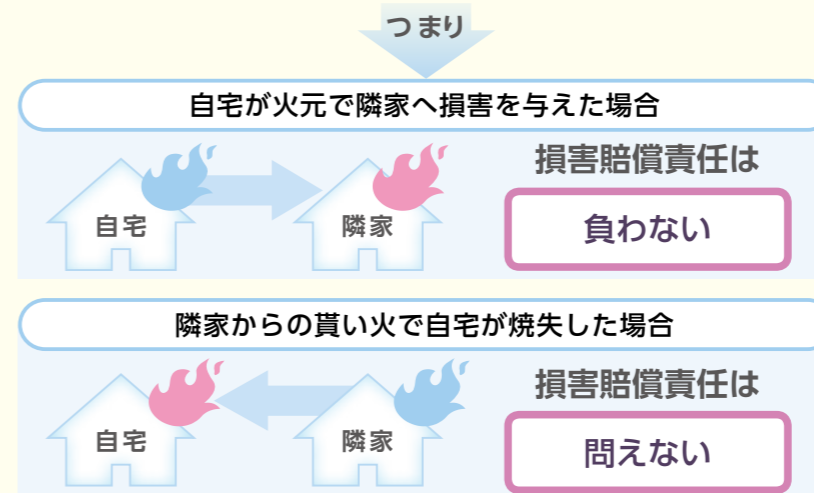 つまり
自宅が火元で隣家へ損害を与えた場合
自宅
隣家
損害賠償責任は
負わない
隣家からの貰い火で自宅が焼失した場合
自宅
隣家
損害賠償責任は
問えない